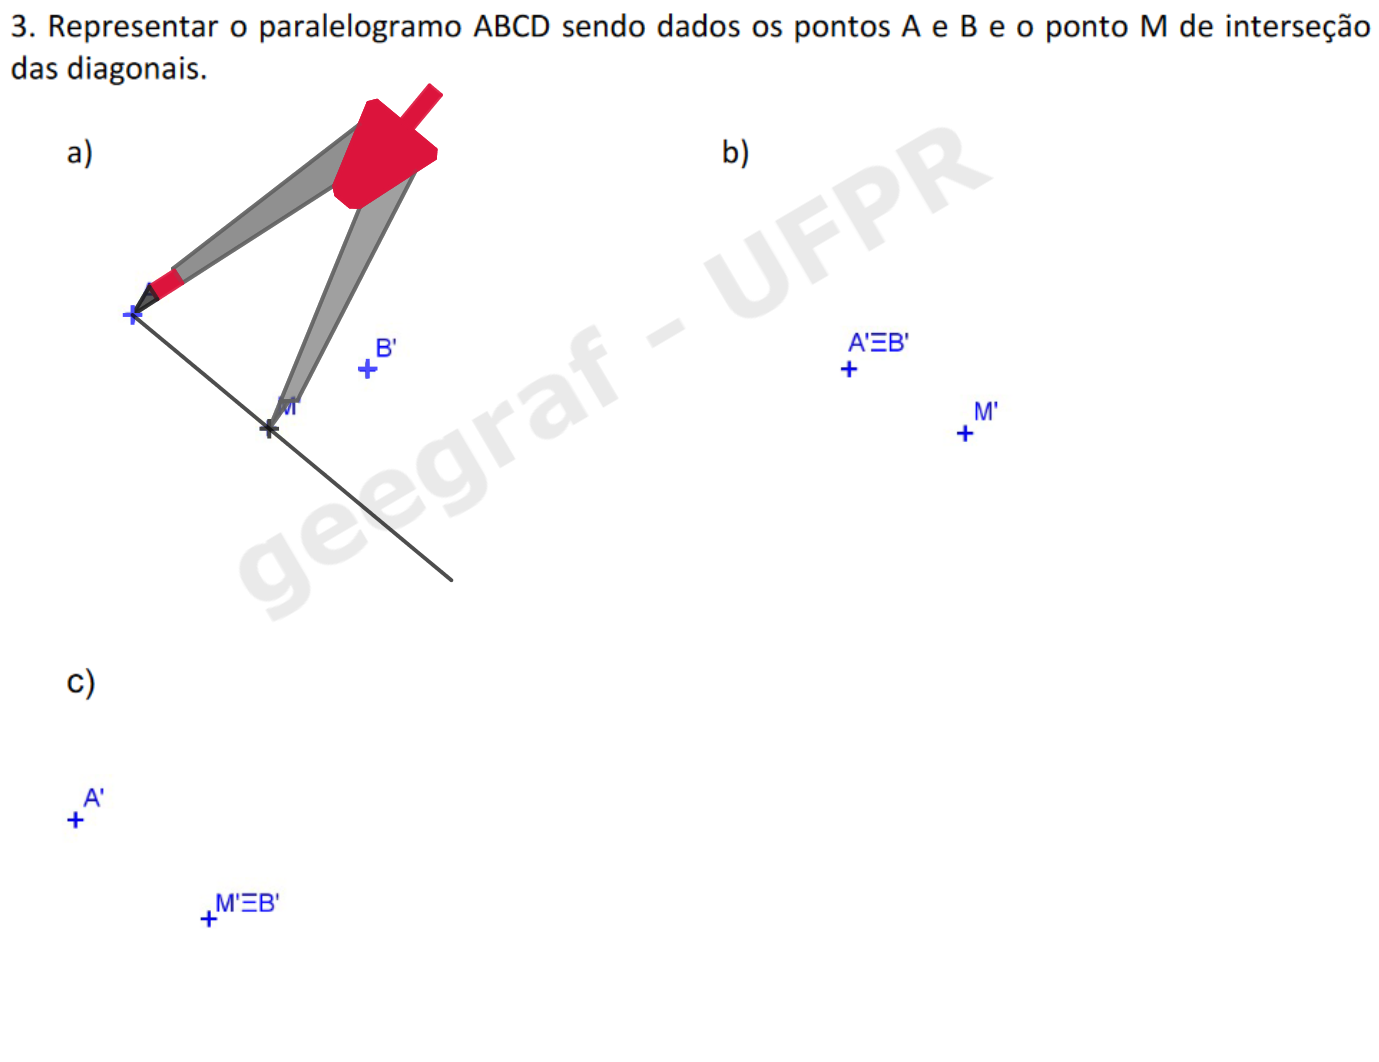 3. Representar o paralelogramo ABCD sendo dados os pontos A e B e o ponto M de interseção
das diagonais.
a)
b)
geegraf - UFPR
B'
M
A'ΞB'
M'
c)
A'
M'ΞB'